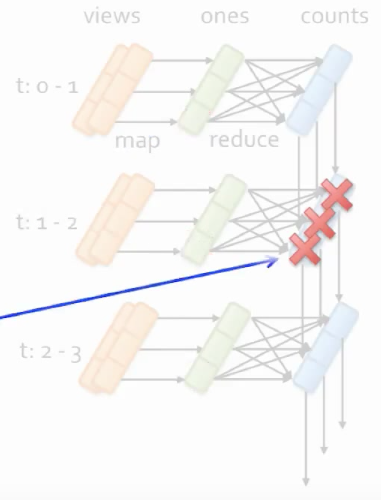 views ones counts
t: 0 - 1
map reduce
t: 1 - 2
t: 2 - 3